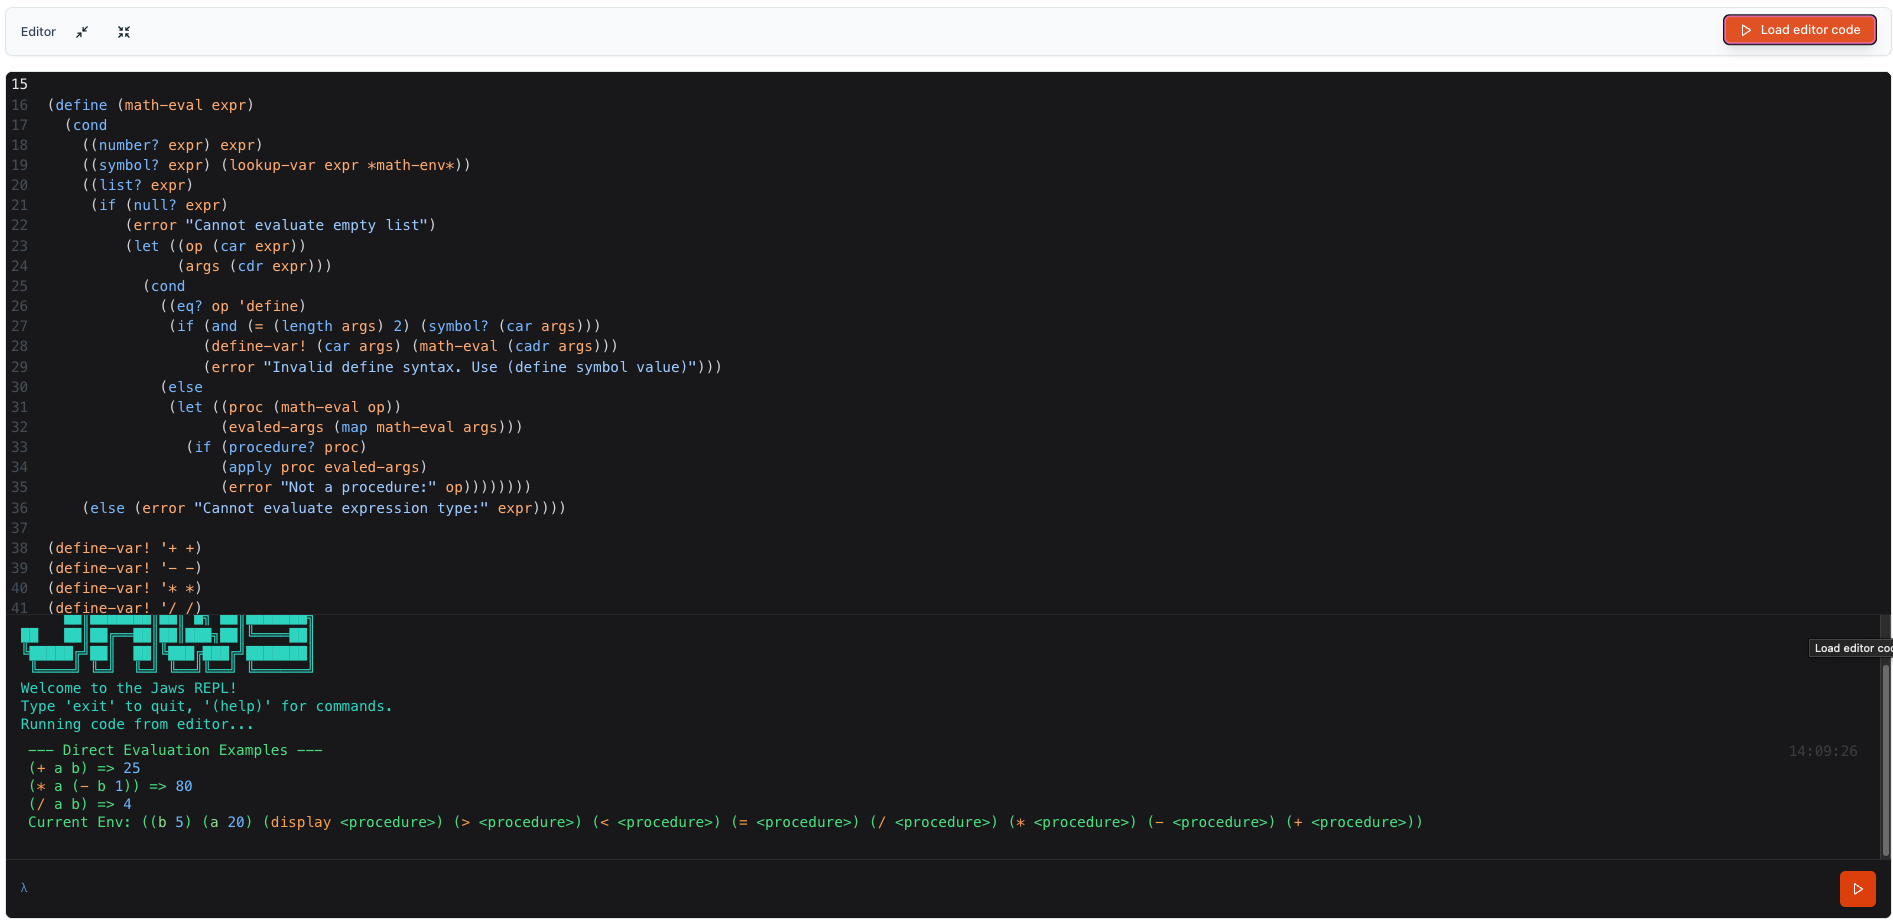 Editor
Load editor code
15
16 (define (math-eval expr)
17   (cond
18     ((number? expr) expr)
19     ((symbol? expr) (lookup-var expr *math-env*))
20     ((list? expr)
21      (if (null? expr)
22          (error "Cannot evaluate empty list")
23          (let ((op (car expr))
24                (args (cdr expr)))
25            (cond
26              ((eq? op 'define)
27               (if (and (= (length args) 2) (symbol? (car args)))
28                   (define-var! (car args) (math-eval (cadr args)))
29                   (error "Invalid define syntax. Use (define symbol value)")))
30              (else
31               (let ((proc (math-eval op))
32                     (evaled-args (map math-eval args)))
33                 (if (procedure? proc)
34                     (apply proc evaled-args)
35                     (error "Not a procedure:" op))))))))
36     (else (error "Cannot evaluate expression type:" expr))))
37
38 (define-var! '+ +)
39 (define-var! '- -)
40 (define-var! '* *)
41 (define-var! '/ /)
JAWS
Welcome to the Jaws REPL!
Type 'exit' to quit, '(help)' for commands.
Running code from editor...
--- Direct Evaluation Examples ---
14:09:26
(+ a b) => 25
(* a (- b 1)) => 80
(/ a b) => 4
Current Env: ((b 5) (a 20) (display <procedure>) (> <procedure>) (< <procedure>) (= <procedure>) (/ <procedure>) (* <procedure>) (- <procedure>) (+ <procedure>))
Load editor co
λ